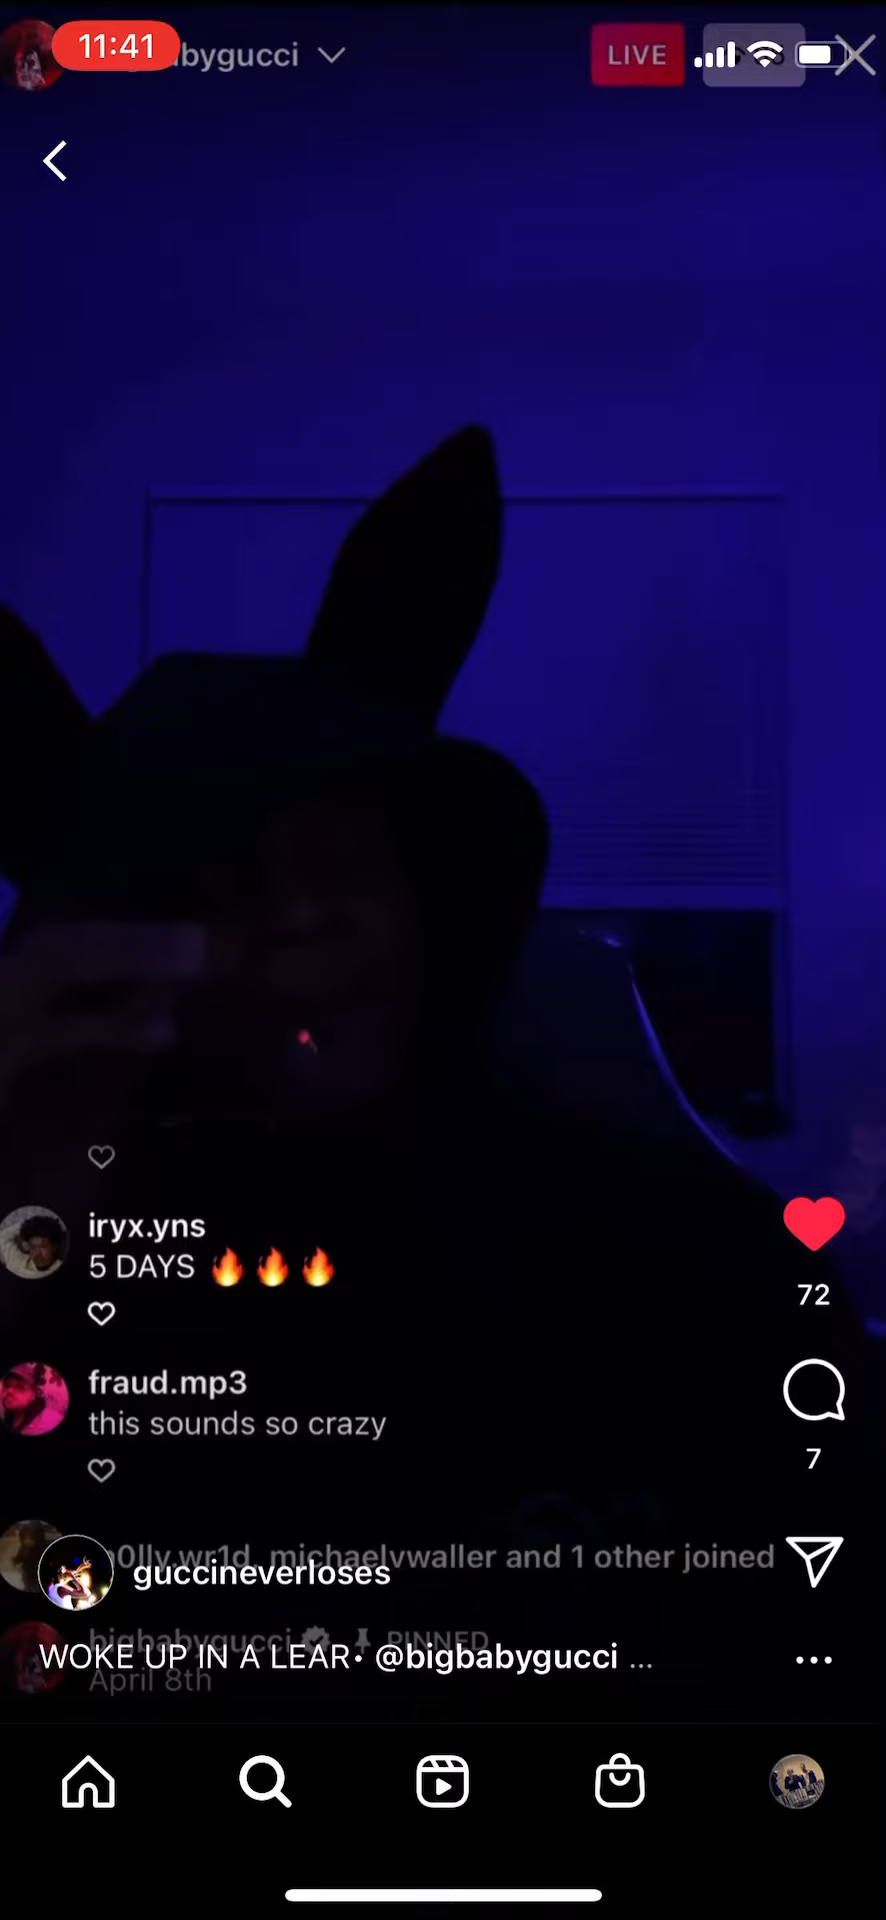 11:41
bygucci
LIVE
iryx.yns
5 DAYS 🔥 🔥 🔥
fraud.mp3
this sounds so crazy
72
7
michaelvwaller and 1 other joined
guccineverloses
bigbabygucci PINNED
WOKE UP IN A LEAR• @bigbabygucci ...
April 8th